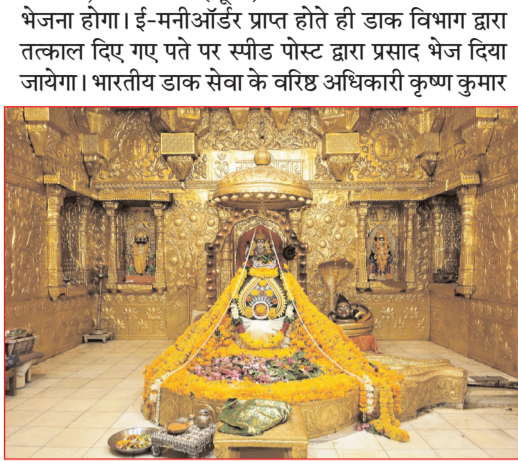 भेजना होगा। ई-मनीऑर्डर प्राप्त होते ही डाक विभाग द्वारा
तत्काल दिए गए पते पर स्पीड पोस्ट द्वारा प्रसाद भेज दिया
जायेगा। भारतीय डाक सेवा के वरिष्ठ अधिकारी कृष्ण कुमार